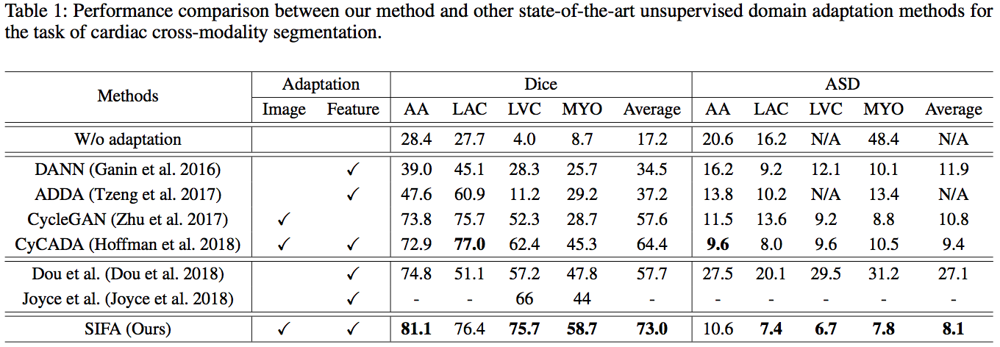 Table 1: Performance comparison between our method and other state-of-the-art unsupervised domain adaptation methods for
the task of cardiac cross-modality segmentation.
Methods Adaptation Dice ASD
Image Feature AA LAC LVC MYO Average AA LAC LVC MYO Average
W/o adaptation 28.4 27.7 4.0 8.7 17.2 20.6 16.2 N/A 48.4 N/A
DANN (Ganin et al. 2016) ✓ 39.0 45.1 28.3 25.7 34.5 16.2 9.2 12.1 10.1 11.9
ADDA (Tzeng et al. 2017) ✓ 47.6 60.9 11.2 29.2 37.2 13.8 10.2 N/A 13.4 N/A
CycleGAN (Zhu et al. 2017) ✓ 73.8 75.7 52.3 28.7 57.6 11.5 13.6 9.2 8.8 10.8
CyCADA (Hoffman et al. 2018) ✓ ✓ 72.9 77.0 62.4 45.3 64.4 9.6 8.0 9.6 10.5 9.4
Dou et al. (Dou et al. 2018) ✓ 74.8 51.1 57.2 47.8 57.7 27.5 20.1 29.5 31.2 27.1
Joyce et al. (Joyce et al. 2018) ✓ - - 66 44 - - - - - -
SIFA (Ours) ✓ ✓ 81.1 76.4 75.7 58.7 73.0 10.6 7.4 6.7 7.8 8.1